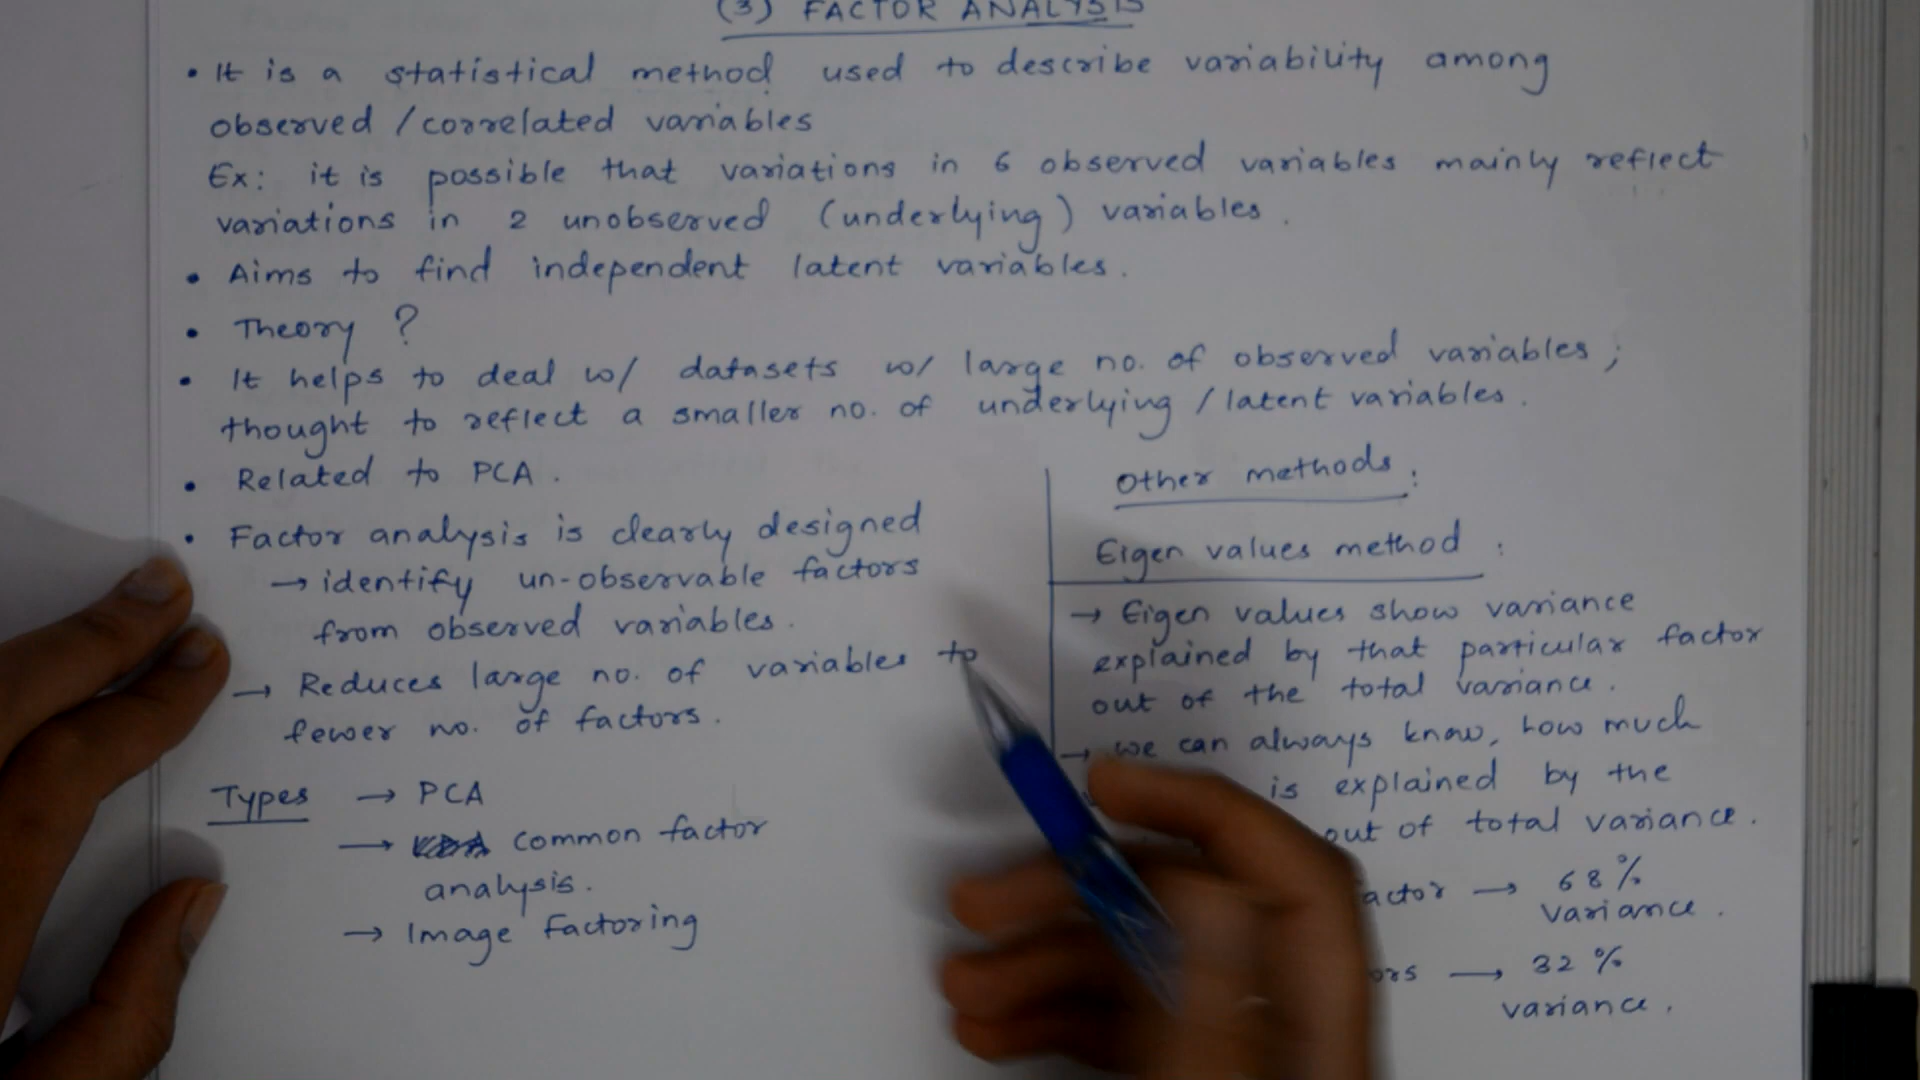 (3) FACTOR ANALYSIS
• It is a statistical method used to describe variability among
observed / correlated variables
Ex: it is possible that variations in 6 observed variables mainly reflect
variations in 2 unobserved (underlying) variables.
• Aims to find independent latent variables.
• Theory ?
• It helps to deal w/ datasets w/ large no. of observed variables ;
thought to reflect a smaller no. of underlying / latent variables.
• Related to PCA.
• Factor analysis is clearly designed
→ identify un-observable factors
from observed variables.
→ Reduces large no. of variables to
fewer no. of factors.
Types → PCA
→ common factor
analysis.
→ Image factoring
Other methods :
Eigen values method :
→ Eigen values show variance
explained by that particular factor
out of the total variance.
→ we can always know, how much
is explained by the
out of total variance.
actor → 68 %
variance.
ors → 32 %
variance.